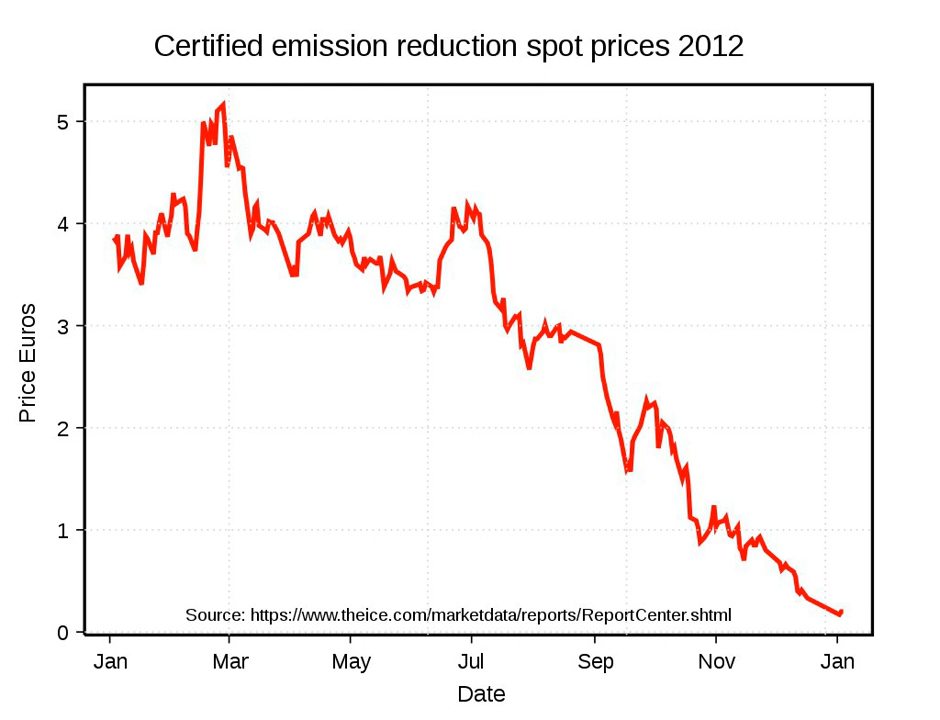 Certified emission reduction spot prices 2012
5
4
3
2
1
0
Price Euros
Source: https://www.theice.com/marketdata/reports/ReportCenter.shtml
Jan Mar May Jul Sep Nov Jan
Date